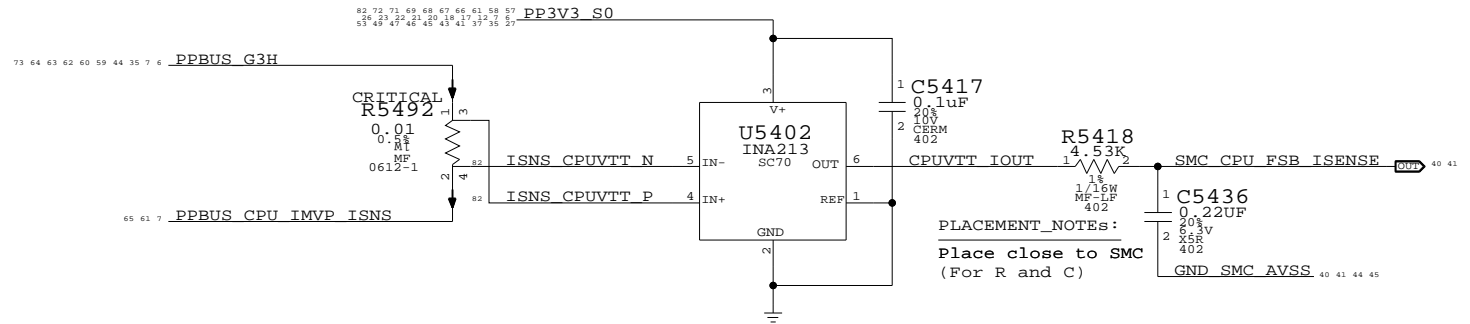 82 72 71 69 68 67 66 61 58 57
26 23 22 21 20 18 17 12 7 6
53 49 47 46 45 43 41 37 35 27
PP3V3_S0
73 64 63 62 60 59 44 35 7 6 PPBUS_G3H
CRITICAL
R5492
0.01
0.5%
MF
0612-1
1 3
2 4
65 61 7 PPBUS_CPU_IMVP_ISNS
82 ISNS_CPUVTT_N
82 ISNS_CPUVTT_P
3
V+
U5402
INA213
SC70
5 IN-
4 IN+
OUT 6
REF 1
GND
2
1 C5417
0.1uF
20%
10V
2 CERM
402
CPUVTT_IOUT
R5418
1 4.53K 2
1%
1/16W
MF-LF
402
SMC_CPU_FSB_ISENSE OUT 40 41
1 C5436
0.22UF
20%
6.3V
2 X5R
402
PLACEMENT_NOTEs:
Place close to SMC
(For R and C)
GND_SMC_AVSS 40 41 44 45